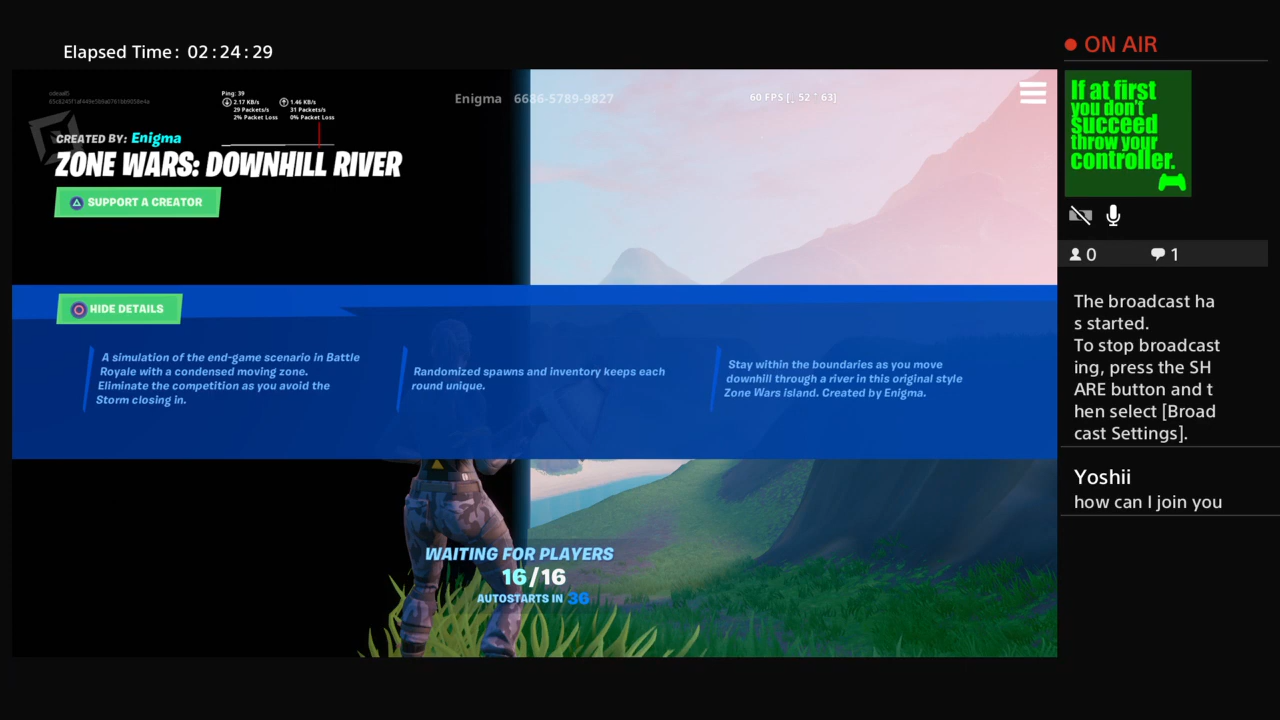 Elapsed Time: 02:24:29
ON AIR
If at first
you don't
succeed
throw your
controller.
Ping: 39
2.17 KB/s 1.46 KB/s
29 Packets/s 31 Packets/s
2% Packet Loss 0% Packet Loss
Enigma 6686-5789-9827
60 FPS [, 52 ˆ 63]
CREATED BY: Enigma
ZONE WARS: DOWNHILL RIVER
SUPPORT A CREATOR
0 1
HIDE DETAILS
A simulation of the end-game scenario in Battle
Royale with a condensed moving zone.
Eliminate the competition as you avoid the
Storm closing in.
Randomized spawns and inventory keeps each
round unique.
Stay within the boundaries as you move
downhill through a river in this original style
Zone Wars island. Created by Enigma.
WAITING FOR PLAYERS
16/16
AUTOSTARTS IN 36
The broadcast ha
s started.
To stop broadcast
ing, press the SH
ARE button and t
hen select [Broad
cast Settings].
Yoshii
how can I join you